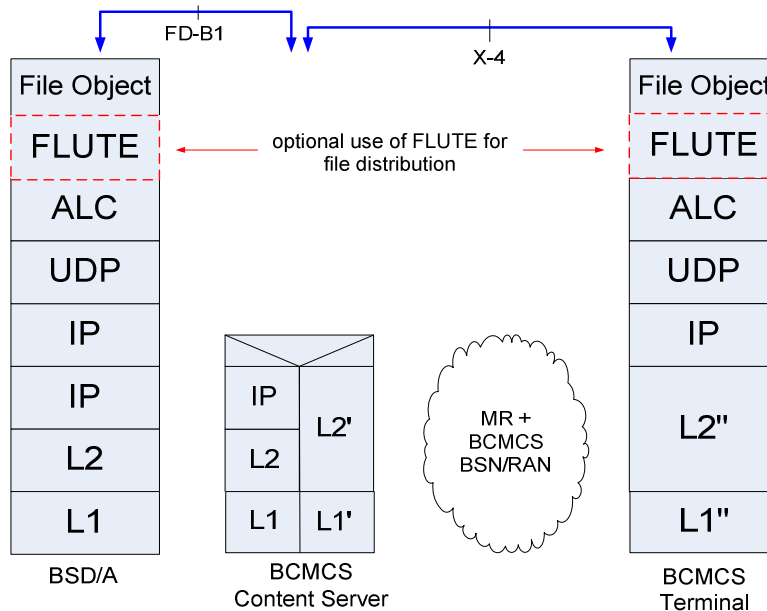 FD-B1
X-4
File Object
FLUTE
ALC
UDP
IP
IP
L2
L1
BSD/A
optional use of FLUTE for
file distribution
IP
L2
L1
L2'
L1'
BCMCS
Content Server
MR +
BCMCS
BSN/RAN
File Object
FLUTE
ALC
UDP
IP
L2"
L1"
BCMCS
Terminal